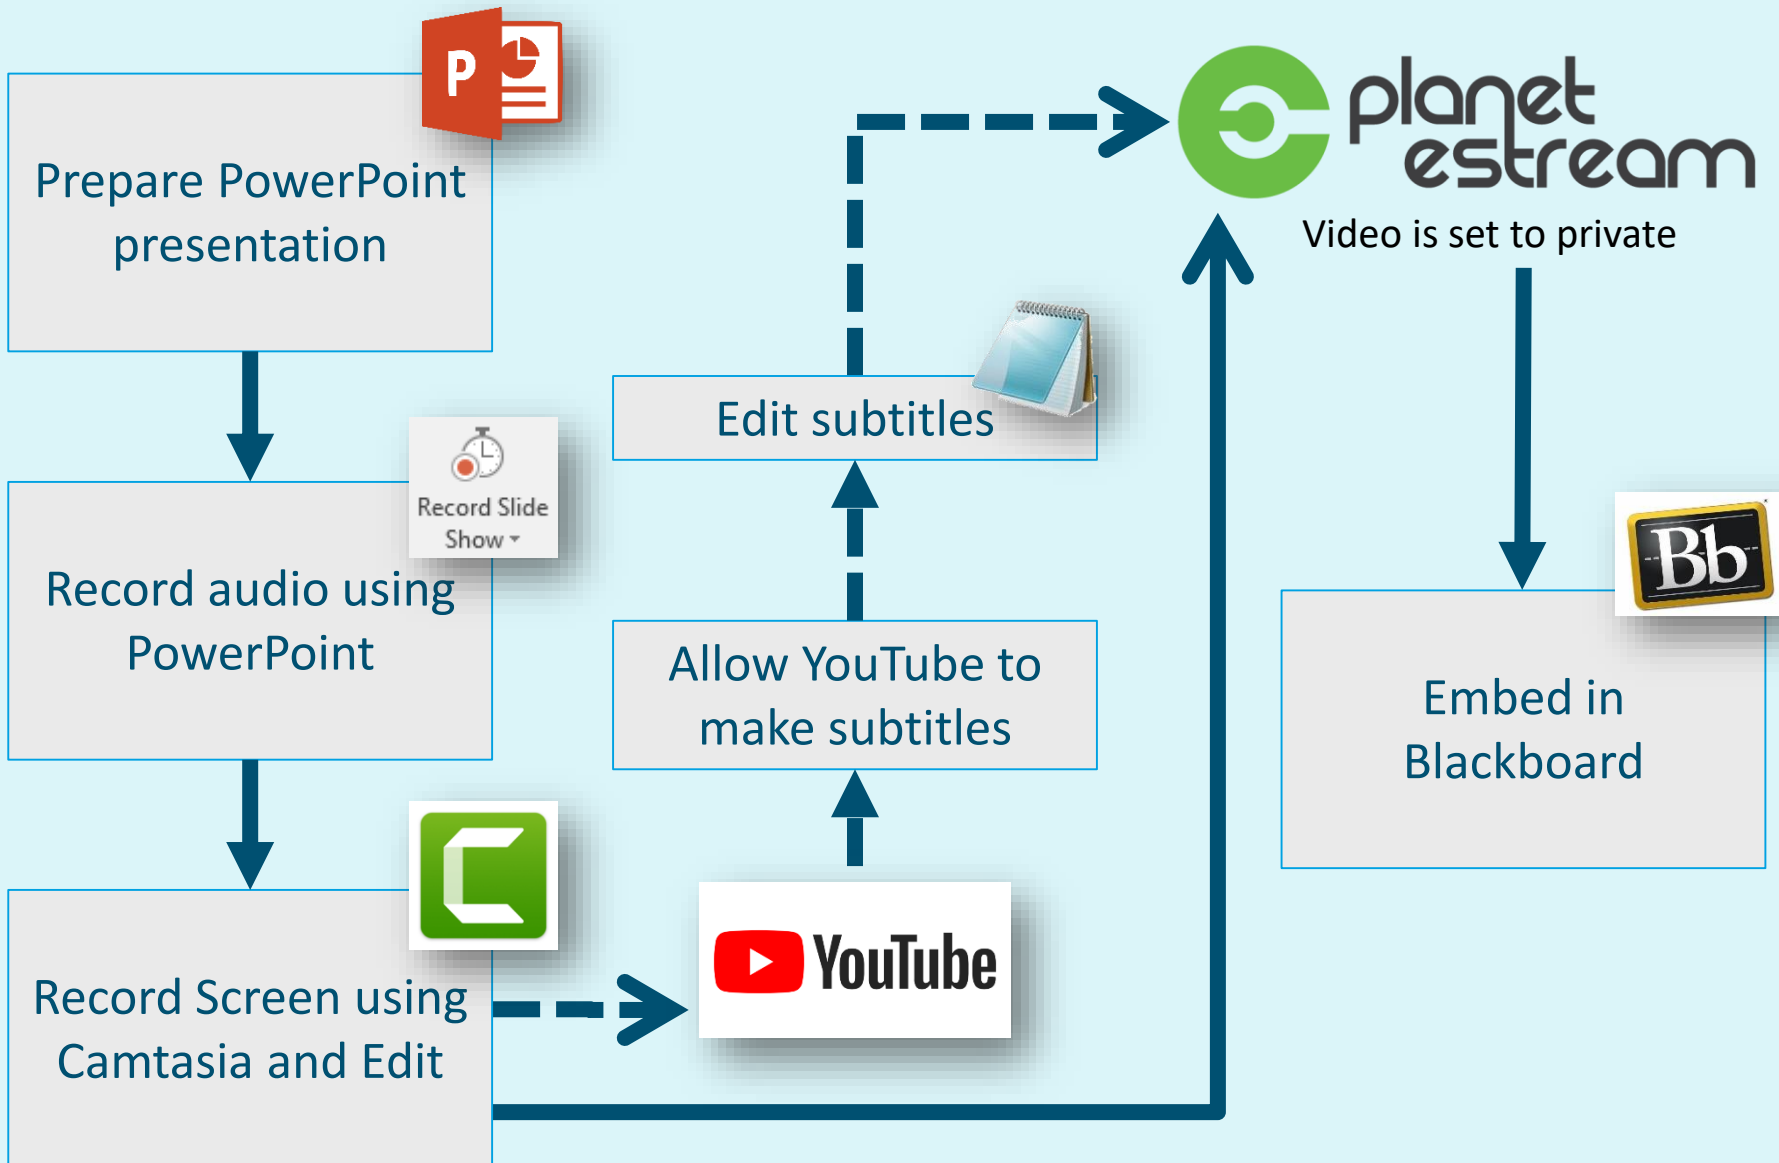 P
Prepare PowerPoint
presentation
Record Slide
Show
Record audio using
PowerPoint
Record Screen using
Camtasia and Edit
YouTube
Allow YouTube to
make subtitles
Edit subtitles
planet
estream
Video is set to private
Bb
Embed in
Blackboard